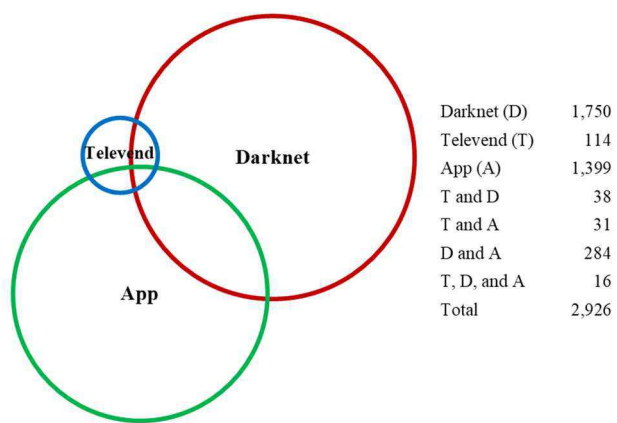 Televend
Darknet
App
Darknet (D) 1,750
Televend (T) 114
App (A) 1,399
T and D 38
T and A 31
D and A 284
T, D, and A 16
Total 2,926